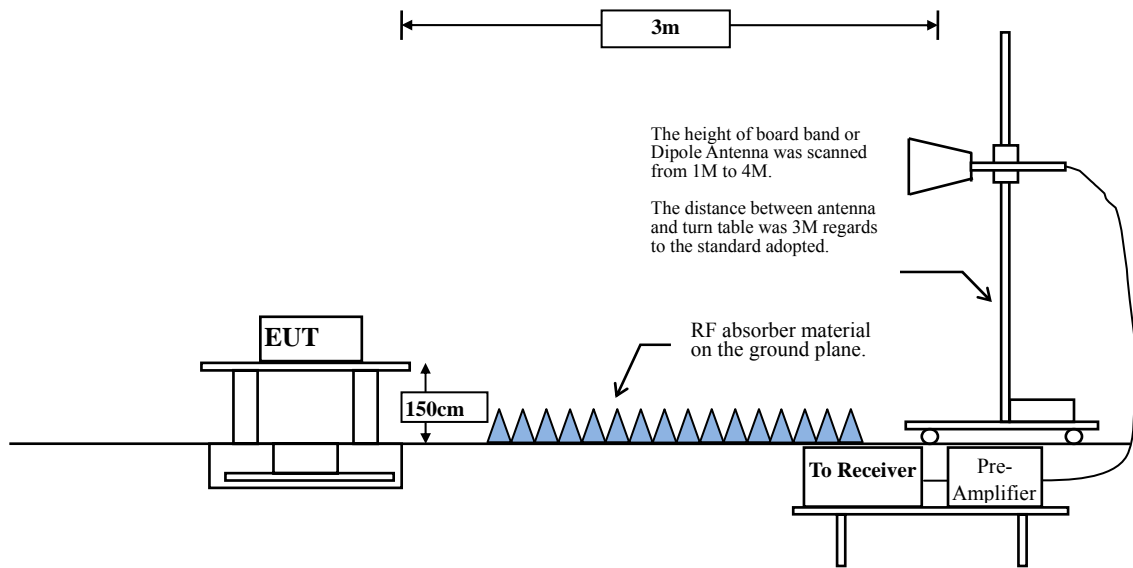 3m
The height of board band or
Dipole Antenna was scanned
from 1M to 4M.
The distance between antenna
and turn table was 3M regards
to the standard adopted.
EUT
RF absorber material
on the ground plane.
150cm
To Receiver
Pre-
Amplifier